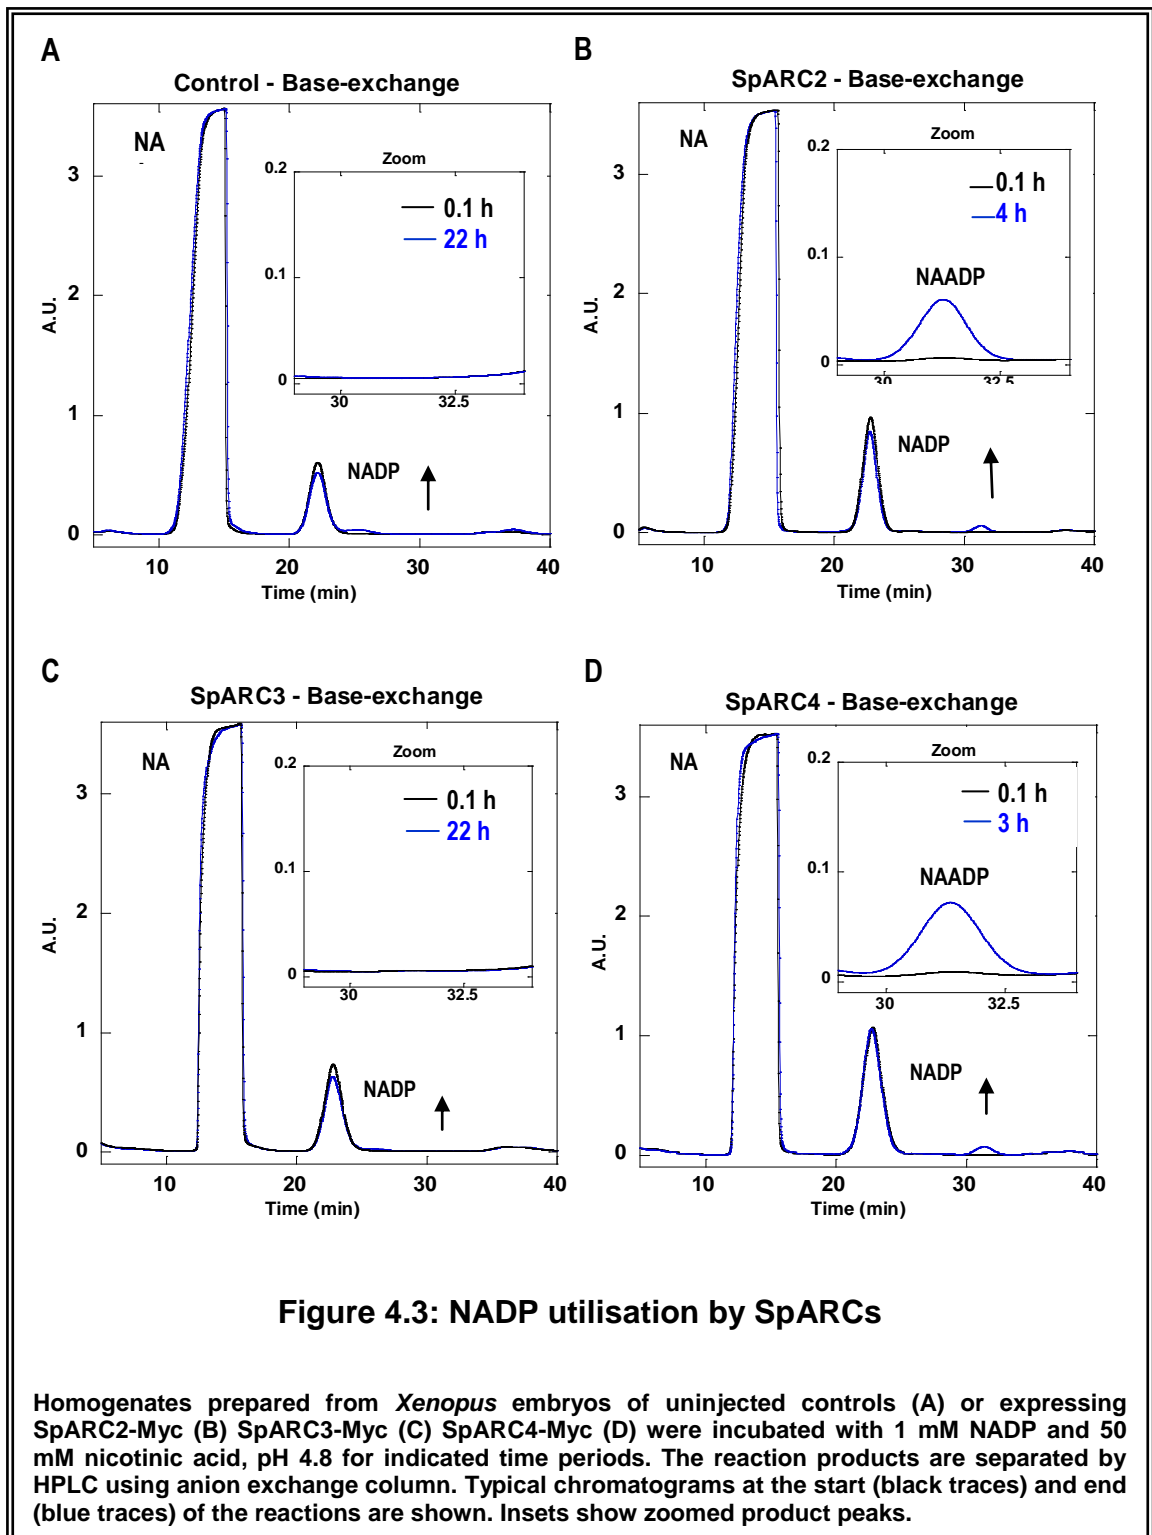 A
Control - Base-exchange
NA
Zoom
0.2
0.1 h
22 h
0.1
0
30
32.5
3
2
1
0
A.U.
NADP
10
20
30
40
Time (min)
B
SpARC2 - Base-exchange
NA
Zoom
0.2
0.1 h
4 h
0.1
NAADP
0
30
32.5
3
2
1
0
A.U.
NADP
10
20
30
40
Time (min)
C
SpARC3 - Base-exchange
NA
Zoom
0.2
0.1 h
22 h
0.1
0
30
32.5
3
2
1
0
A.U.
NADP
10
20
30
40
Time (min)
D
SpARC4 - Base-exchange
NA
Zoom
0.2
0.1 h
3 h
0.1
NAADP
0
30
32.5
3
2
1
0
A.U.
NADP
10
20
30
40
Time (min)
Figure 4.3: NADP utilisation by SpARCs
Homogenates prepared from Xenopus embryos of uninjected controls (A) or expressing
SpARC2-Myc (B) SpARC3-Myc (C) SpARC4-Myc (D) were incubated with 1 mM NADP and 50
mM nicotinic acid, pH 4.8 for indicated time periods. The reaction products are separated by
HPLC using anion exchange column. Typical chromatograms at the start (black traces) and end
(blue traces) of the reactions are shown. Insets show zoomed product peaks.